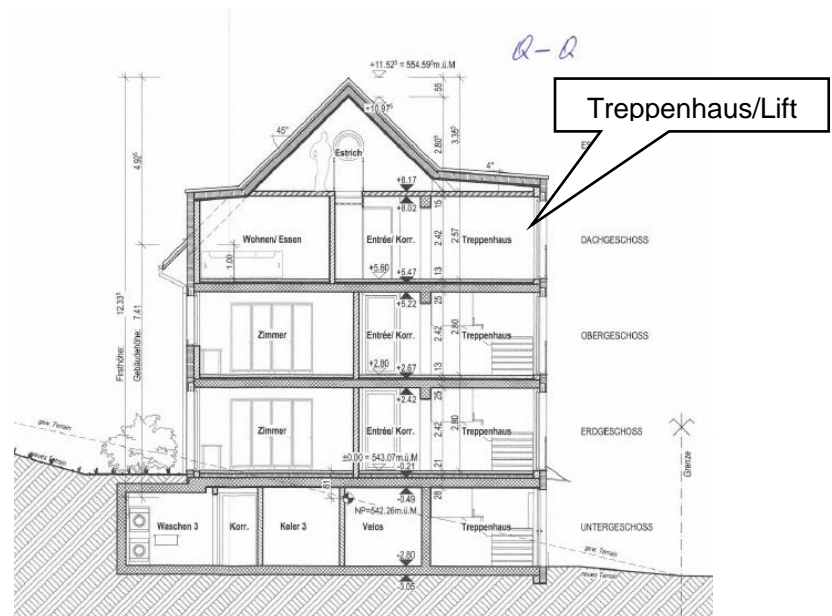 Q-Q
+11.52⁵ = 554.59⁵m.ü.M
Treppenhaus/Lift
55
+10.97⁵
45°
Estrich
2.80⁵
3.35⁵
4.92⁵
4°
+8.17
+8.02
15
Wohnen/ Essen
Entrée/ Korr.
2.42
2.57
Treppenhaus
DACHGESCHOSS
1.00
+5.60
+5.47
13
+5.22
25
Firsthöhe: 12.33⁵
Gebäudehöhe: 7.41
Zimmer
Entrée/ Korr.
2.42
2.80
Treppenhaus
OBERGESCHOSS
+2.80
+2.67
13
+2.42
25
gew. Terrain
neues Terrain
Zimmer
Entrée/ Korr.
2.42
2.80
Treppenhaus
ERDGESCHOSS
Grenze
±0.00 = 543.07m.ü.M
-0.21
21
81
-0.49
28
NP=542.26m.ü.M
Waschen 3
Korr.
Keller 3
Velos
Treppenhaus
UNTERGESCHOSS
gew. Terrain
-2.80
neues Terrain
-3.05